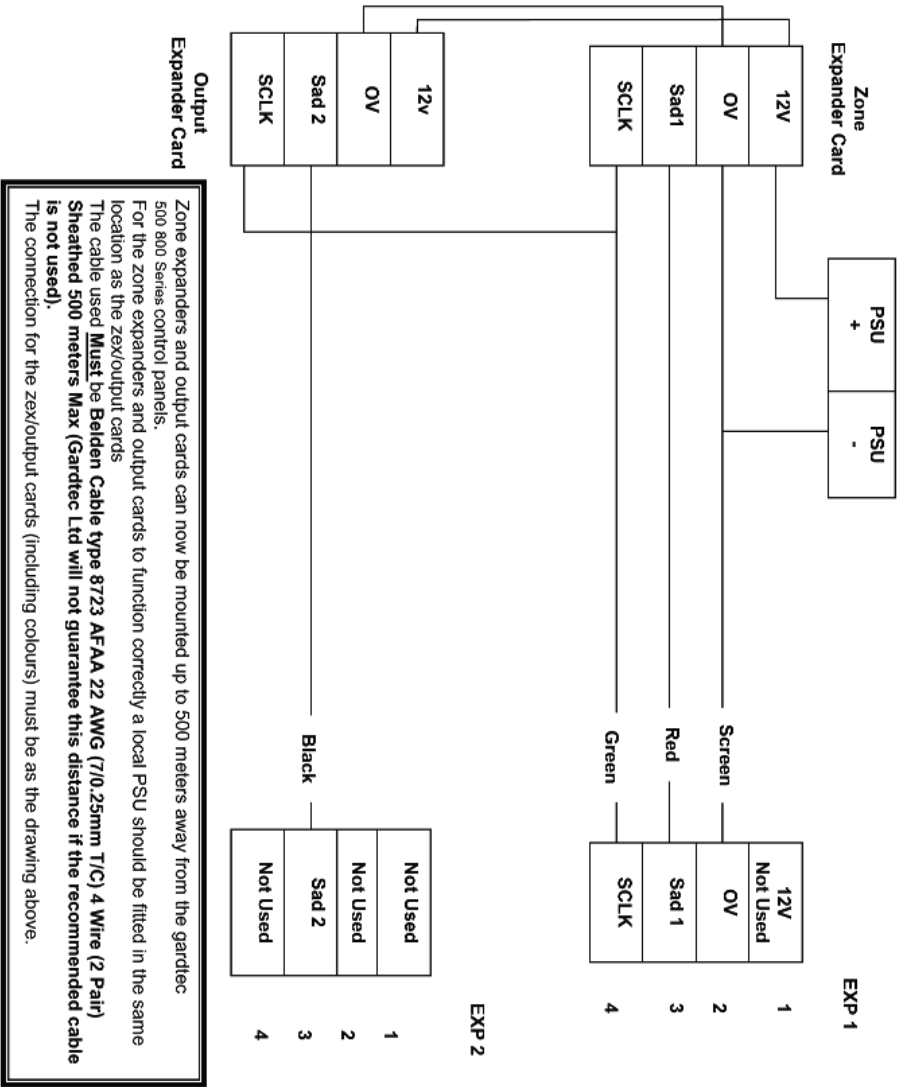 Zone
Expander Card
12V
OV
Sad1
SCLK
PSU
+
PSU
-
Screen
Red
Green
EXP 1
12V
Not Used
OV
Sad 1
SCLK
1
2
3
4
12v
OV
Sad 2
SCLK
Output
Expander Card
Black
EXP 2
Not Used
Not Used
Sad 2
Not Used
1
2
3
4
Zone expanders and output cards can now be mounted up to 500 meters away from the gardtec
500 800 Series control panels.
For the zone expanders and output cards to function correctly a local PSU should be fitted in the same
location as the zex/output cards
The cable used Must be Belden Cable type 8723 AFAA 22 AWG (7/0.25mm T/C) 4 Wire (2 Pair)
Sheathed 500 meters Max (Gardtec Ltd will not guarantee this distance if the recommended cable
is not used).
The connection for the zex/output cards (including colours) must be as the drawing above.